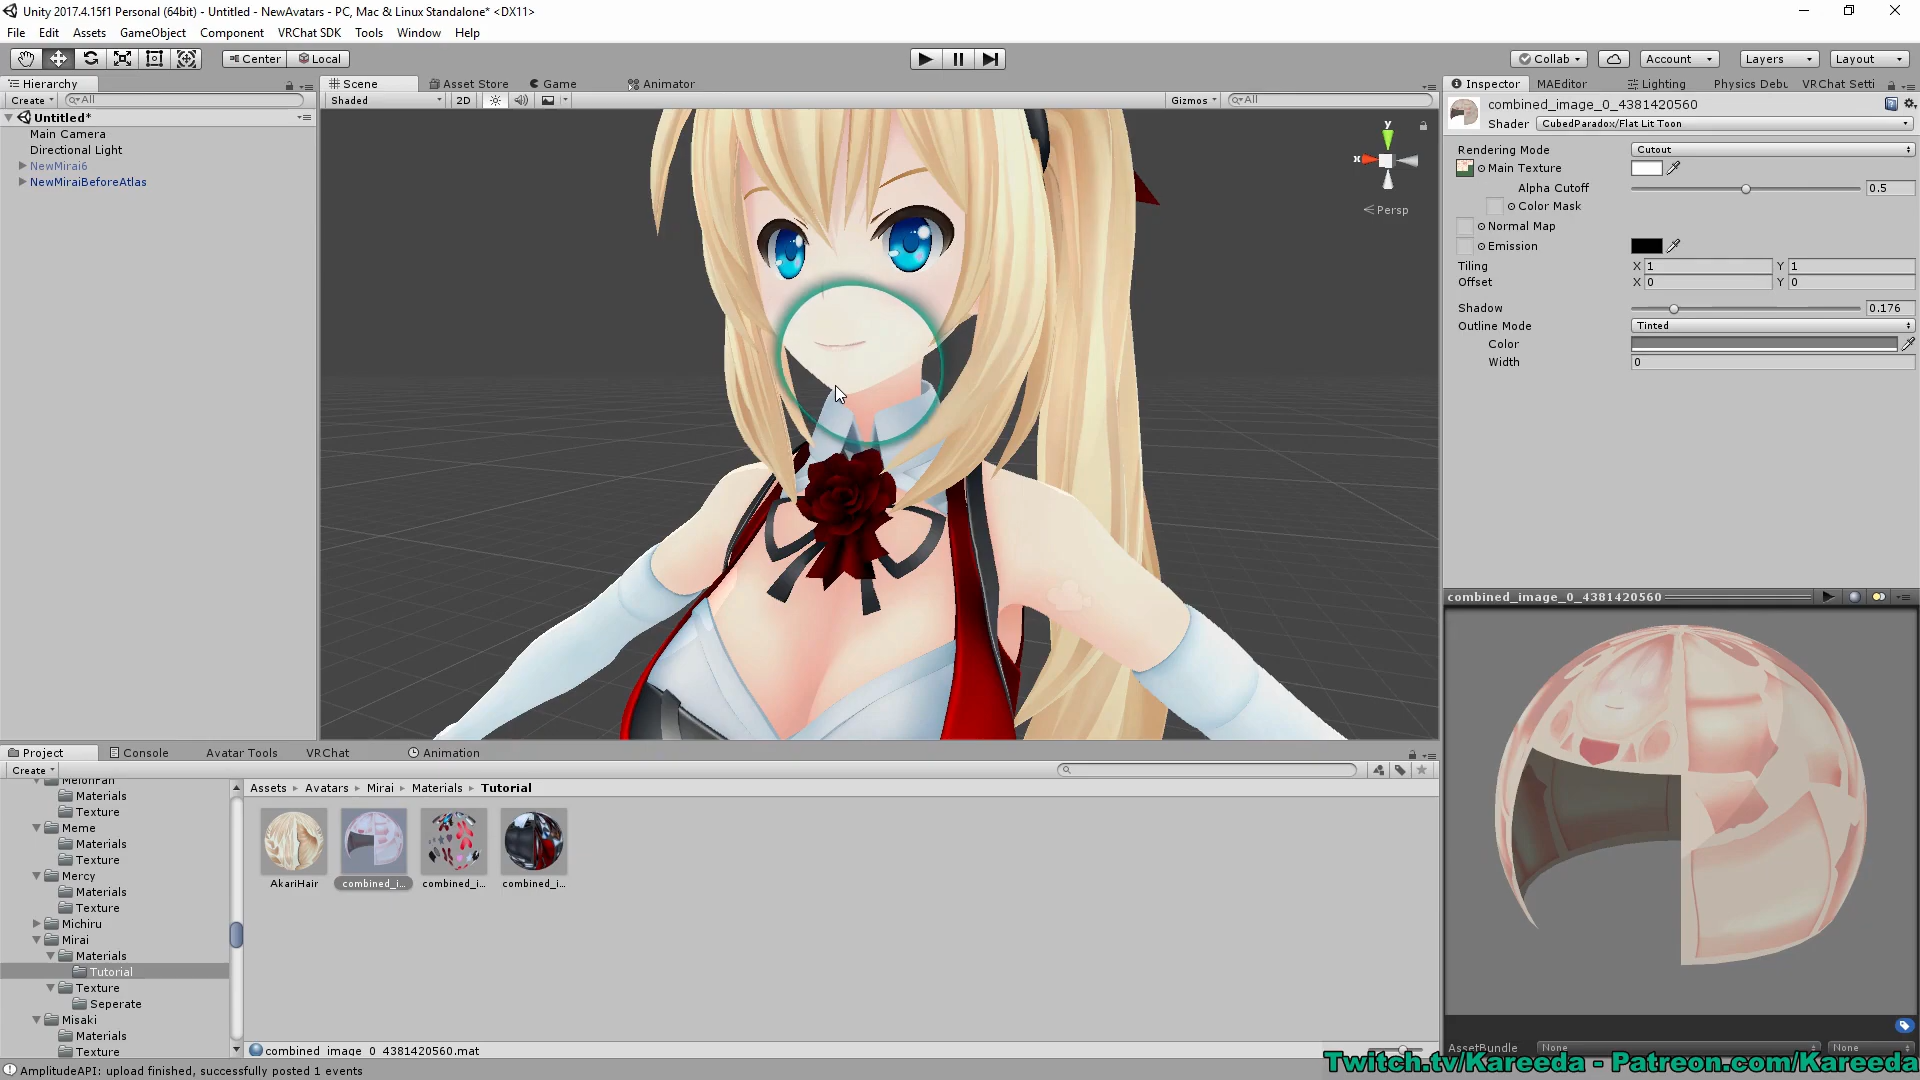 Unity 2017.4.15f1 Personal (64bit) - Untitled - NewAvatars - PC, Mac & Linux Standalone* <DX11>
File Edit Assets GameObject Component VRChat SDK Tools Window Help
Center Local Collab Account Layers Layout
Hierarchy
Create All
Untitled*
Main Camera
Directional Light
NewMirai6
NewMiraiBeforeAtlas
Scene Asset Store Game Animator
Shaded 2D Gizmos All
y
x
Persp
Inspector MAEditor Lighting Physics Debu VRChat Setti
combined_image_0_4381420560
Shader CubedParadox/Flat Lit Toon
Rendering Mode Cutout
Main Texture
Alpha Cutoff 0.5
Color Mask
Normal Map
Emission
Tiling X 1 Y 1
Offset X 0 Y 0
Shadow 0.176
Outline Mode Tinted
Color
Width 0
combined_image_0_4381420560
AssetBundle None None
Project Console Avatar Tools VRChat Animation
Create
MelonPan
Materials
Texture
Meme
Materials
Texture
Mercy
Materials
Texture
Michiru
Mirai
Materials
Tutorial
Texture
Seperate
Misaki
Materials
Texture
Assets Avatars Mirai Materials Tutorial
AkariHair combined_i... combined_i... combined_i...
combined_image_0_4381420560.mat
AmplitudeAPI: upload finished, successfully posted 1 events
Twitch.tv/Kareeda - Patreon.com/Kareeda